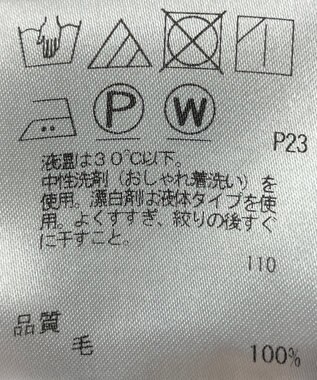 P W
P23
液温は30℃以下。
中性洗剤（おしゃれ着洗い）を
使用。漂白剤は液体タイプを使
用。よくすすぎ、絞りの後すぐ
に干すこと。
110
品質
毛 100%